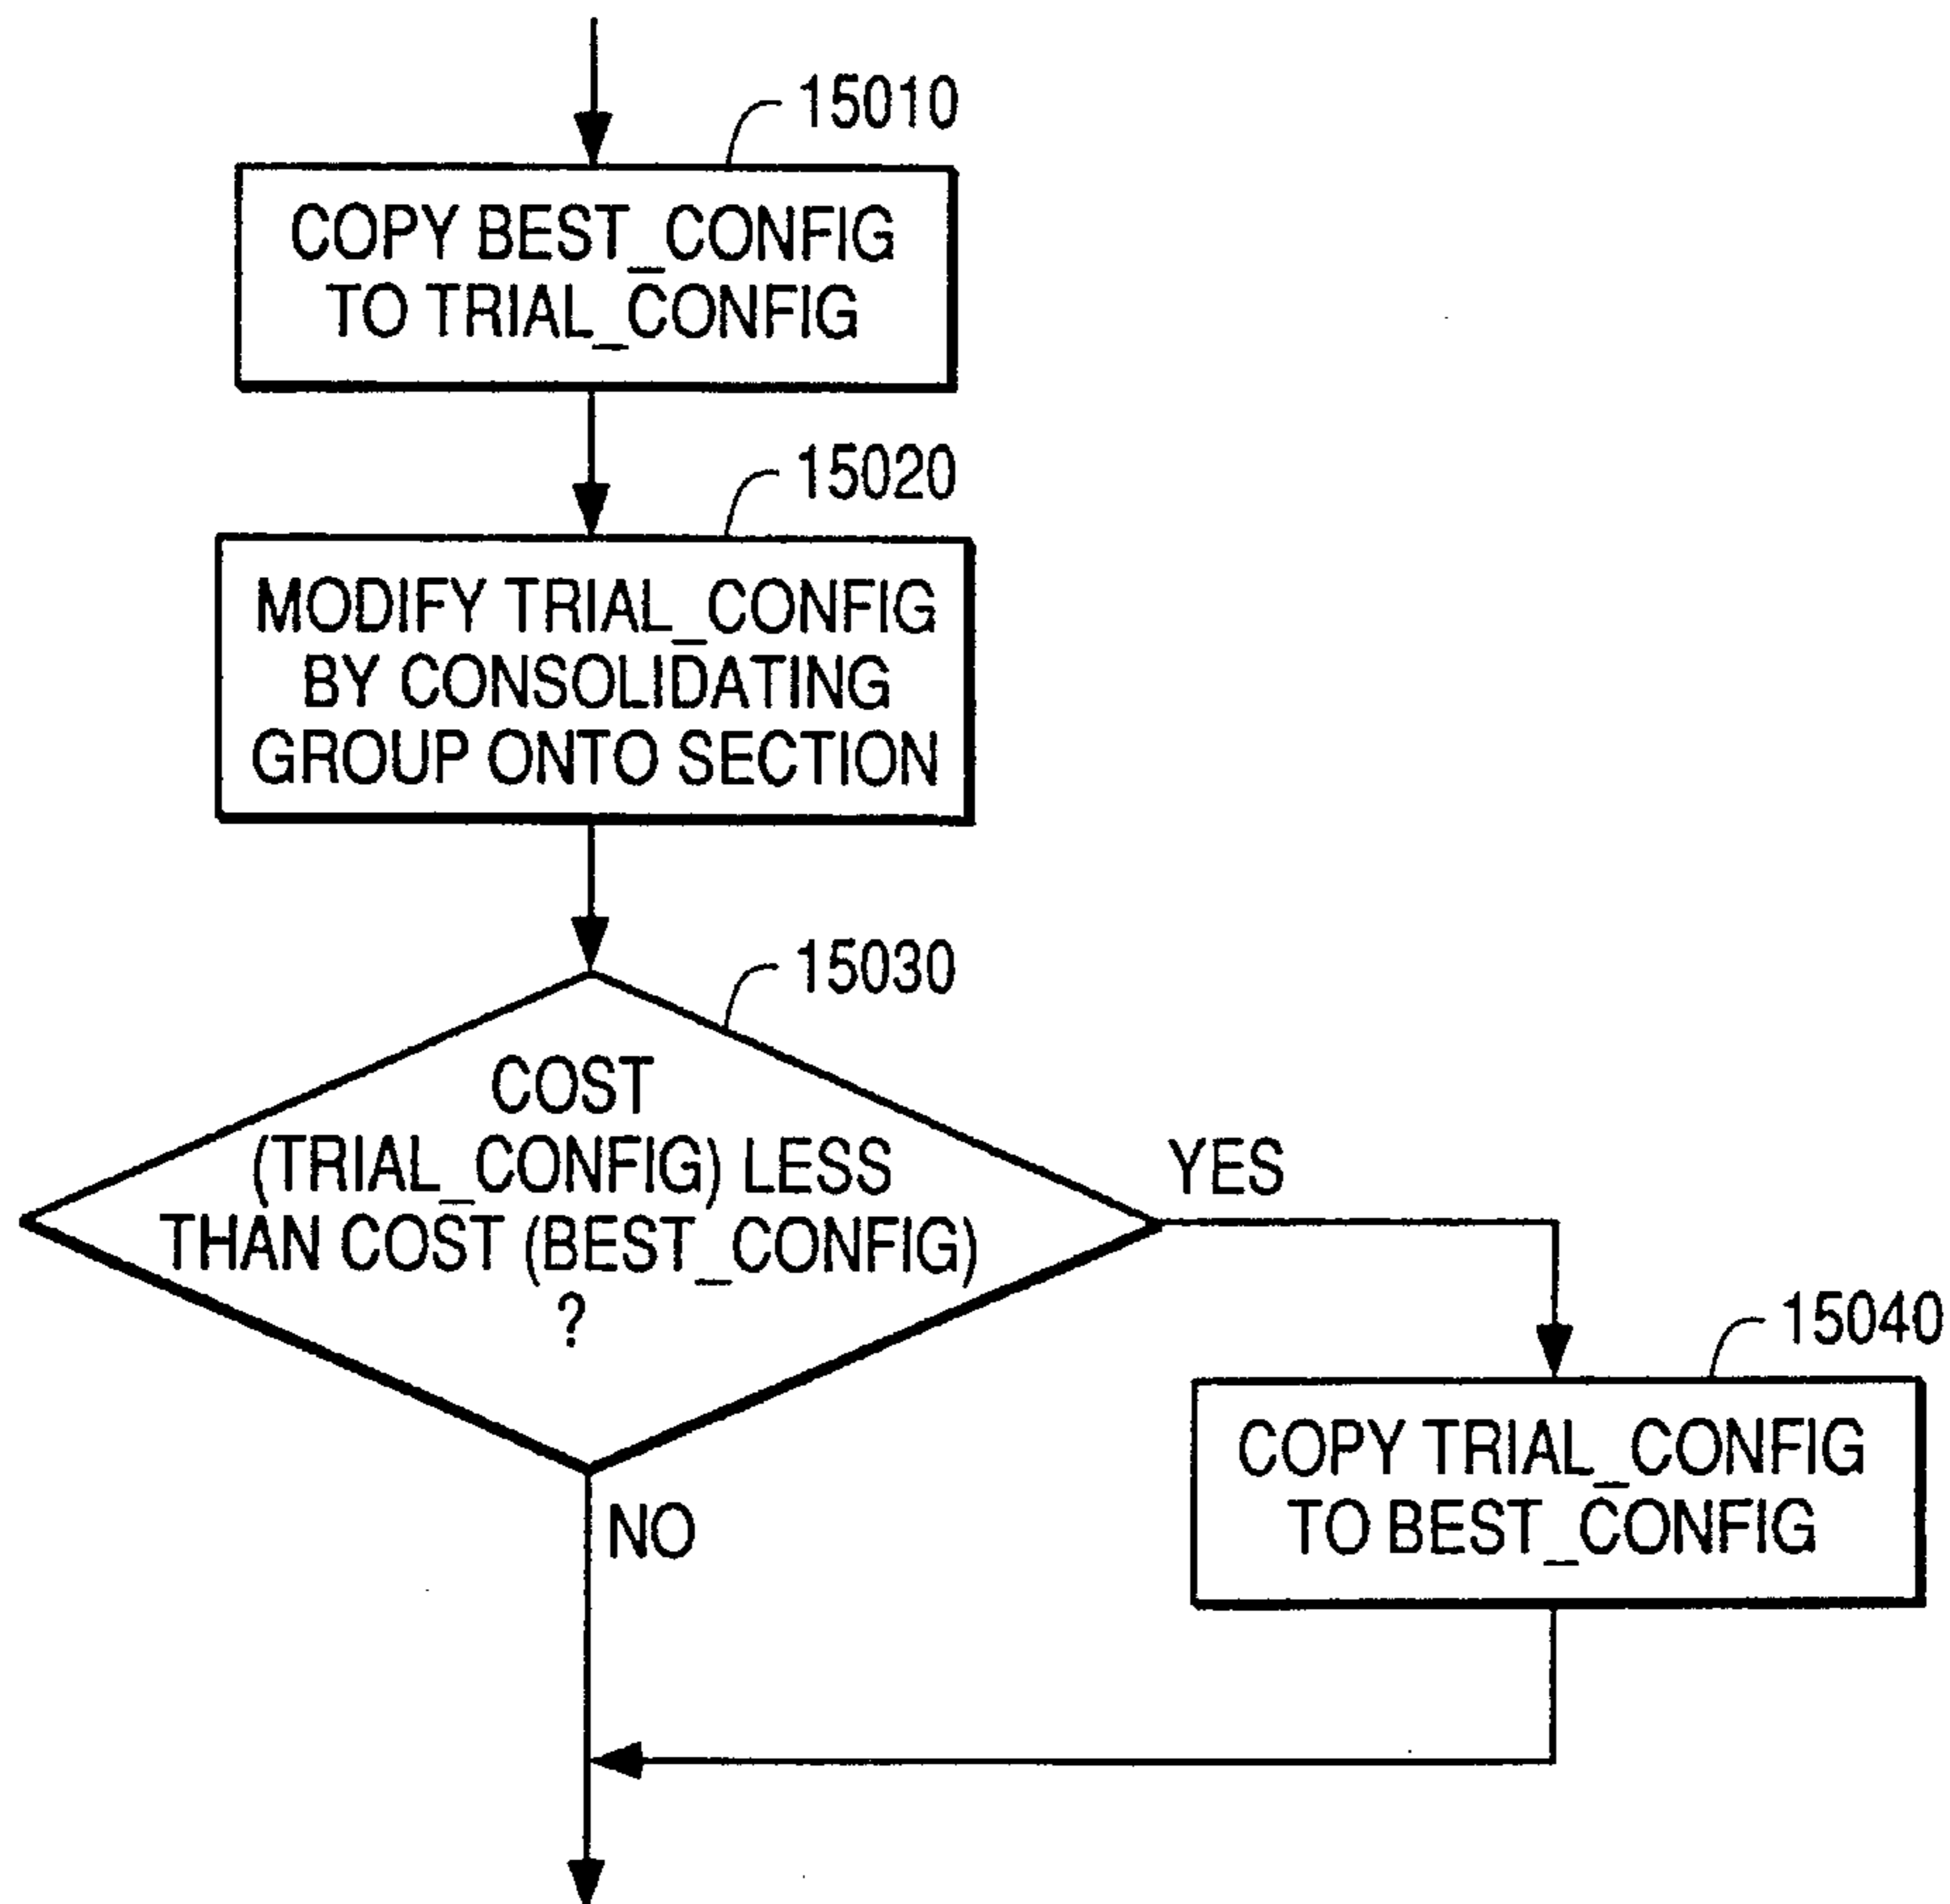 15010
COPY BEST_CONFIG
TO TRIAL_CONFIG
15020
MODIFY TRIAL_CONFIG
BY CONSOLIDATING
GROUP ONTO SECTION
15030
COST
(TRIAL_CONFIG) LESS
THAN COST (BEST_CONFIG)
?
YES
15040
COPY TRIAL_CONFIG
TO BEST_CONFIG
NO